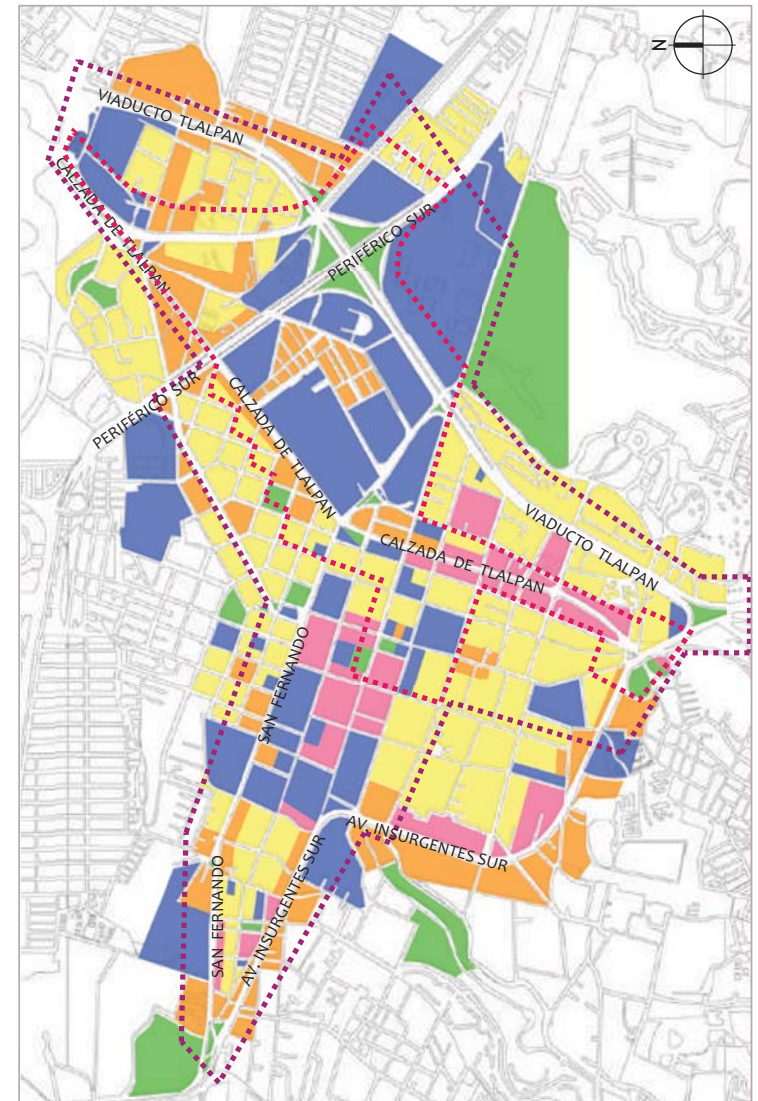 N
VIADUCTO TLALPAN
CALZADA DE TLALPAN
PERIFÉRICO SUR
PERIFÉRICO SUR
CALZADA DE TLALPAN
VIADUCTO TLALPAN
CALZADA DE TLALPAN
SAN FERNANDO
AV. INSURGENTES SUR
SAN FERNANDO
AV. INSURGENTES SUR